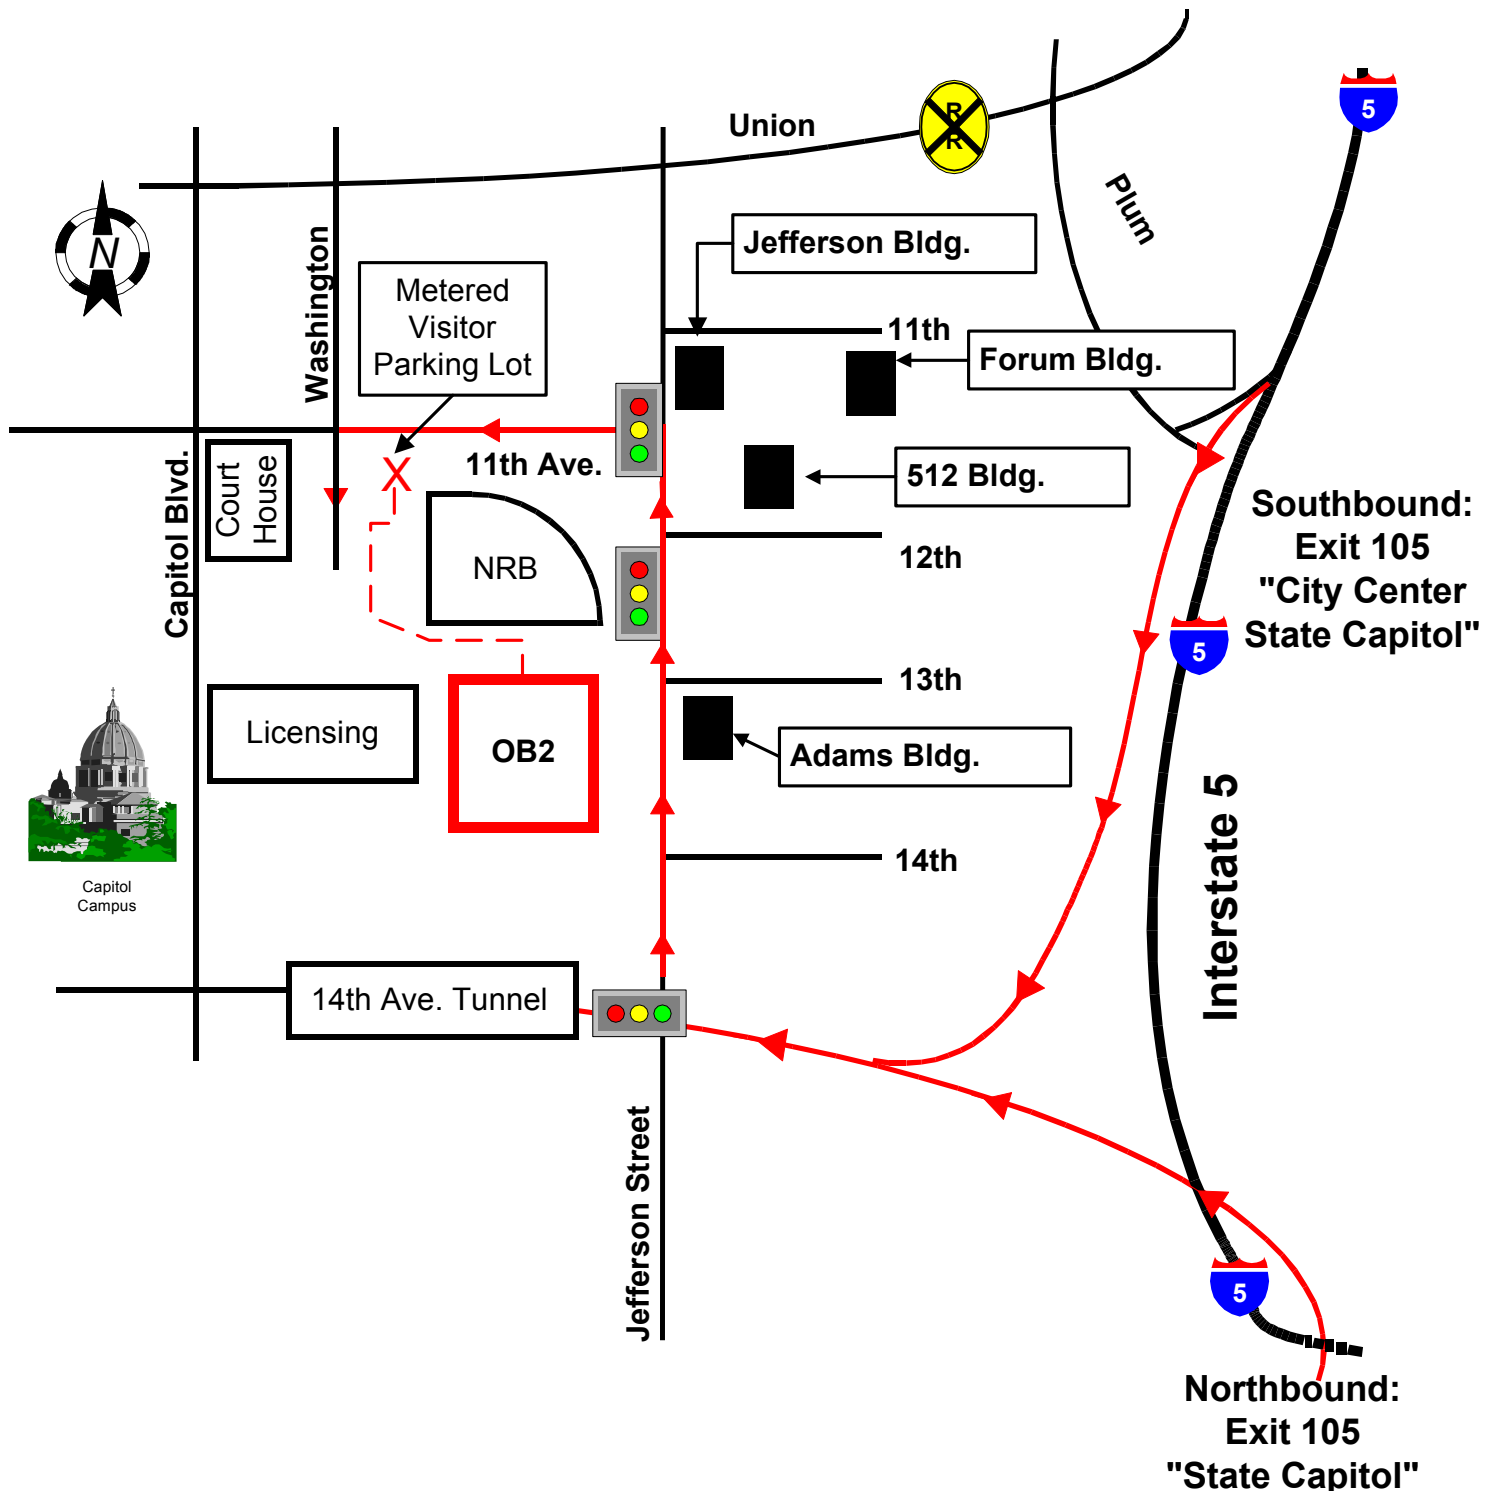 5
R
R
Union
Plum
N
Jefferson Bldg.
Washington
Metered
Visitor
Parking Lot
11th
Forum Bldg.
11th Ave.
512 Bldg.
Capitol Blvd.
Court
House
X
NRB
12th
Southbound:
Exit 105
"City Center
State Capitol"
5
13th
Licensing
OB2
Adams Bldg.
14th
Interstate 5
Capitol
Campus
14th Ave. Tunnel
Jefferson Street
5
Northbound:
Exit 105
"State Capitol"